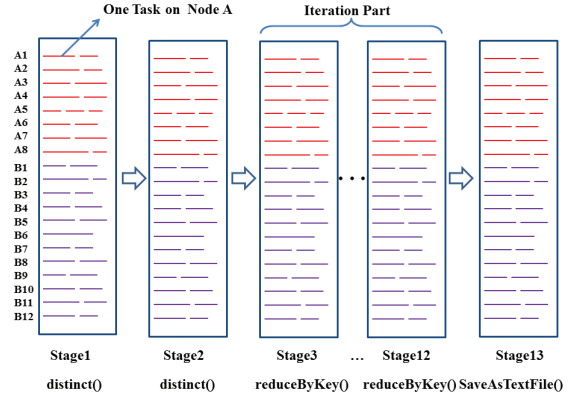 One Task on Node A
Iteration Part
A1
A2
A3
A4
A5
A6
A7
A8
B1
B2
B3
B4
B5
B6
B7
B8
B9
B10
B11
B12
...
Stage1
Stage2
Stage3
...
Stage12
Stage13
distinct()
distinct()
reduceByKey()
reduceByKey()
SaveAsTextFile()